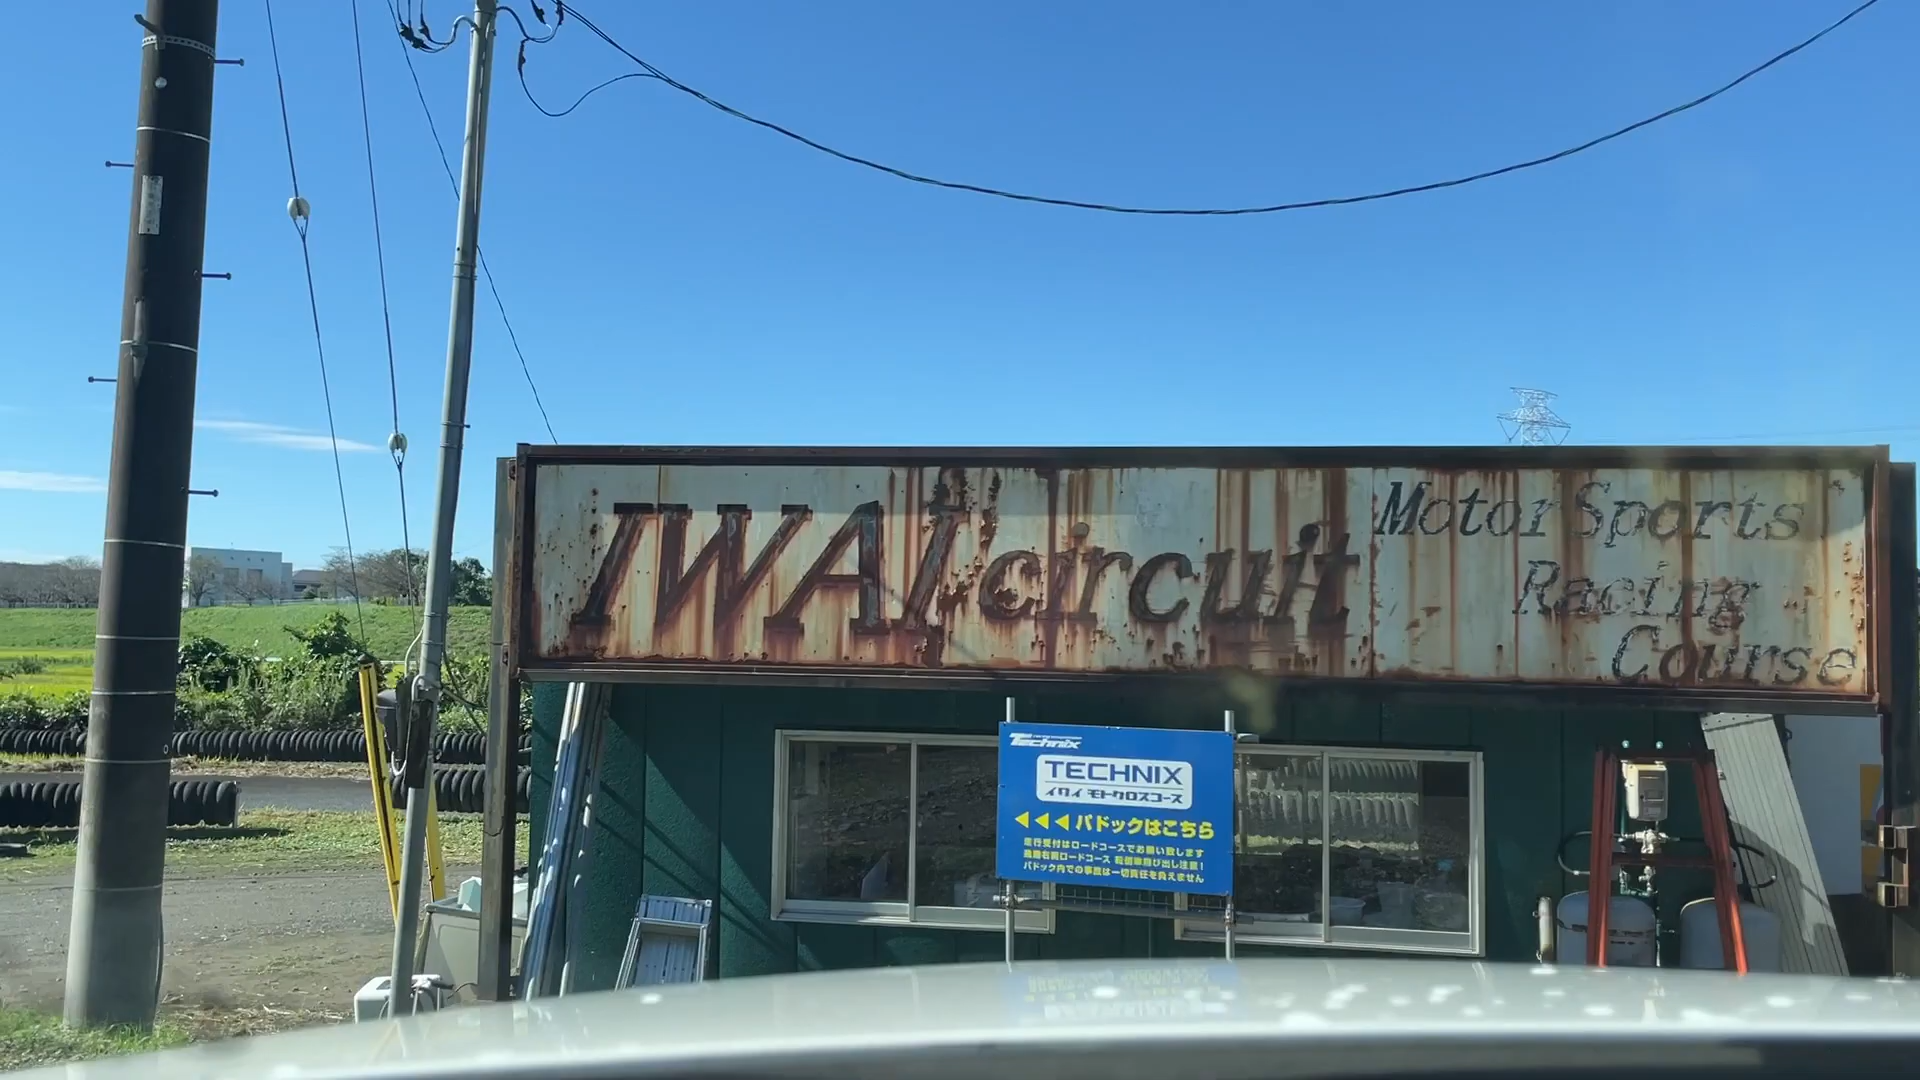 IWAI circuit
Motor Sports
Racing
Course
Technix
TECHNIX
イワイ モトクロスコース
◀◀◀パドックはこちら
走行受付はロードコースでお願い致します
パドック内での事故は一切責任を負えません